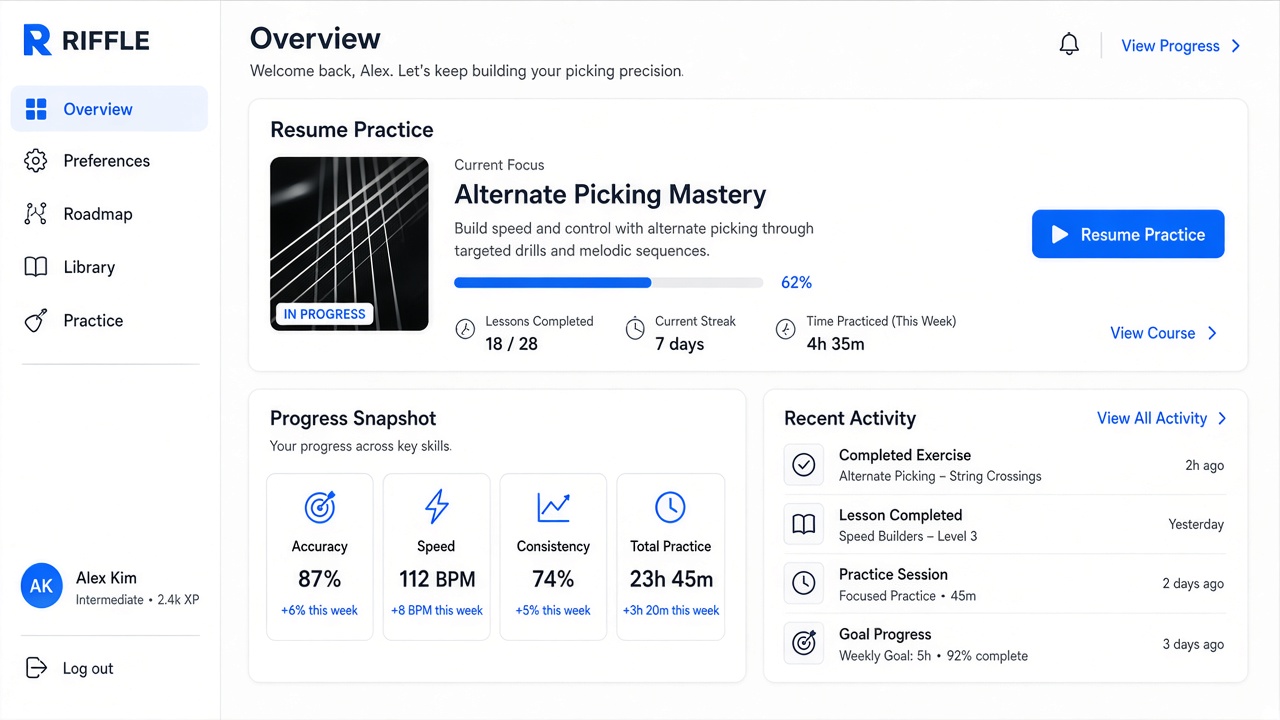 RIFFLE
Overview
Preferences
Roadmap
Library
Practice
AK
Alex Kim
Intermediate • 2.4k XP
Log out
Overview
Welcome back, Alex. Let's keep building your picking precision.
View Progress
Resume Practice
IN PROGRESS
Current Focus
Alternate Picking Mastery
Build speed and control with alternate picking through
targeted drills and melodic sequences.
62%
Lessons Completed
18 / 28
Current Streak
7 days
Time Practiced (This Week)
4h 35m
Resume Practice
View Course
Progress Snapshot
Your progress across key skills.
Accuracy
87%
+6% this week
Speed
112 BPM
+8 BPM this week
Consistency
74%
+5% this week
Total Practice
23h 45m
+3h 20m this week
Recent Activity
View All Activity
Completed Exercise
Alternate Picking – String Crossings
2h ago
Lesson Completed
Speed Builders – Level 3
Yesterday
Practice Session
Focused Practice • 45m
2 days ago
Goal Progress
Weekly Goal: 5h • 92% complete
3 days ago